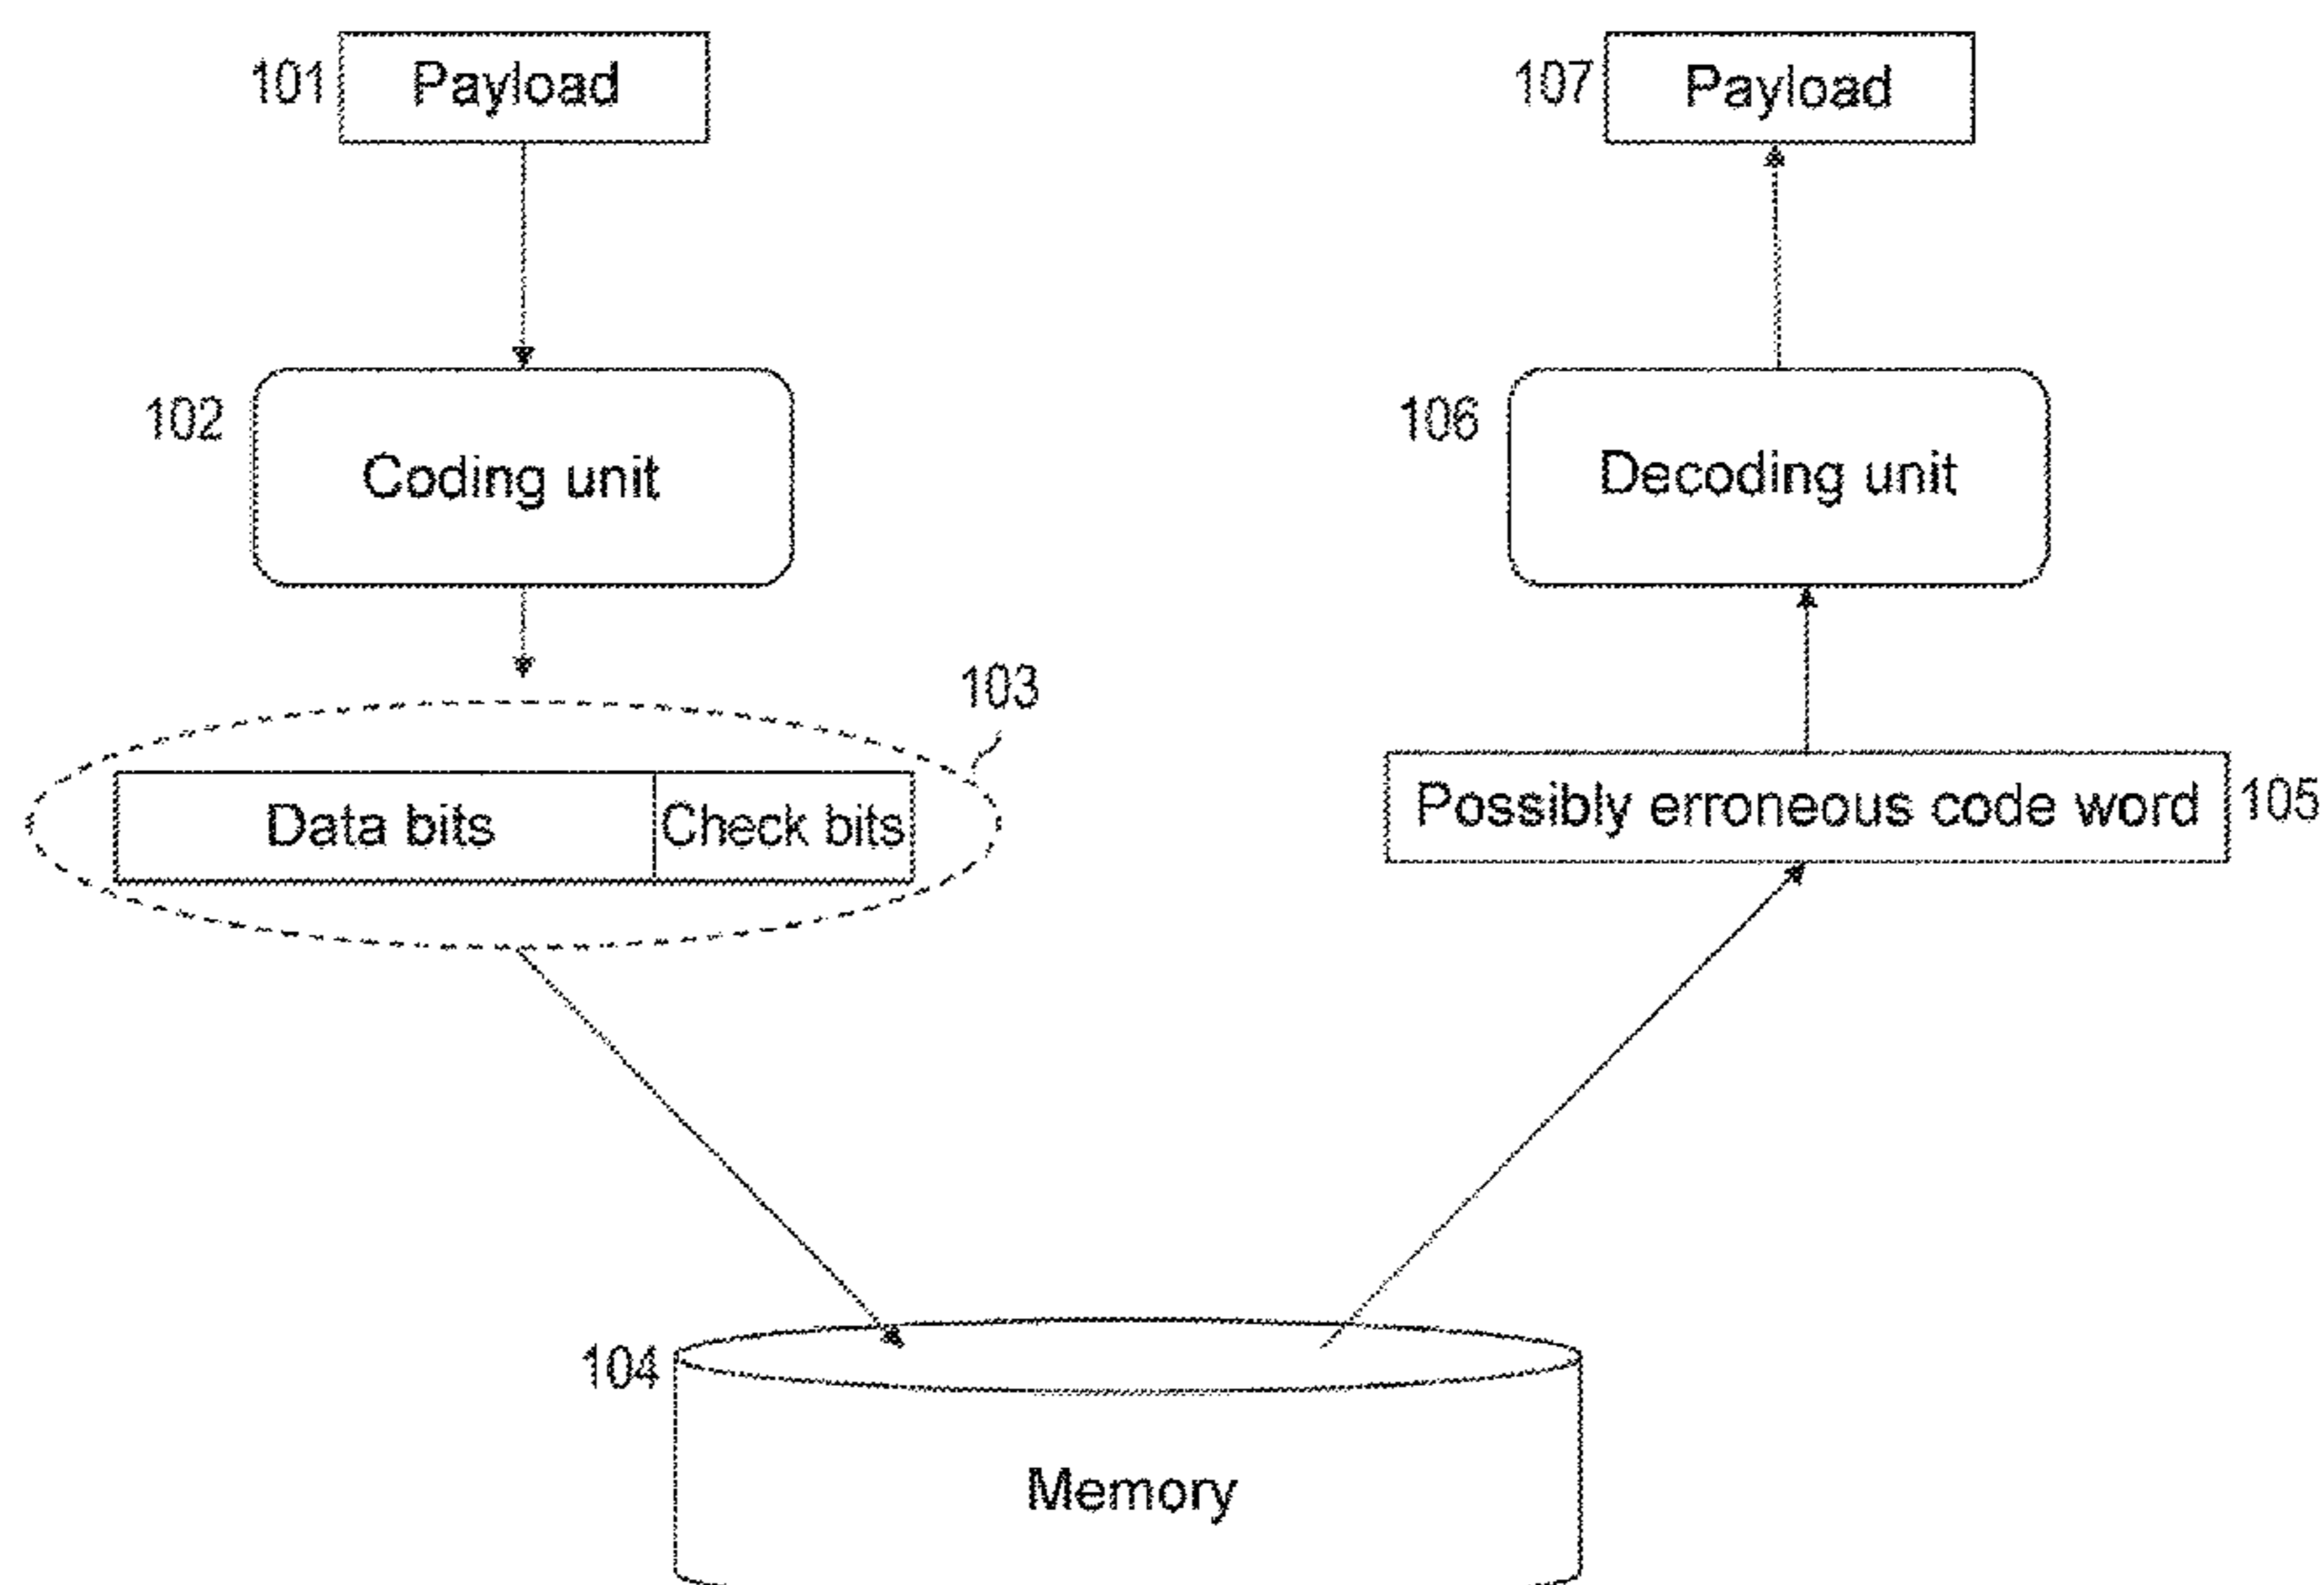 101 Payload
107 Payload
102 Coding unit
106 Decoding unit
103
Data bits Check bits
Possibly erroneous code word 105
104 Memory